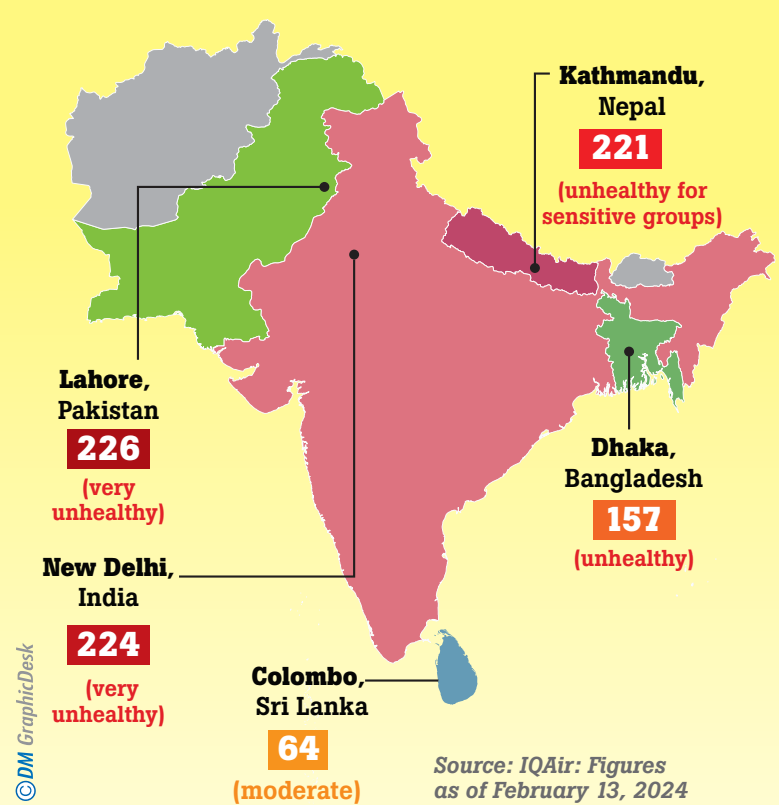 Kathmandu,
Nepal
221
(unhealthy for
sensitive groups)
Lahore,
Pakistan
226
(very
unhealthy)
Dhaka,
Bangladesh
157
(unhealthy)
New Delhi,
India
224
(very
unhealthy)
Colombo,
Sri Lanka
64
(moderate)
Source: IQAir: Figures
as of February 13, 2024
©DM GraphicDesk